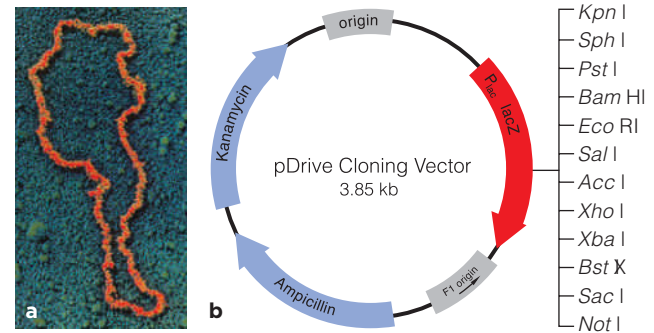 a
b
origin
Kanamycin
Plac lacZ
pDrive Cloning Vector
3.85 kb
Ampicillin
F1 origin
Kpn I
Sph I
Pst I
Bam HI
Eco RI
Sal I
Acc I
Xho I
Xba I
Bst X
Sac I
Not I